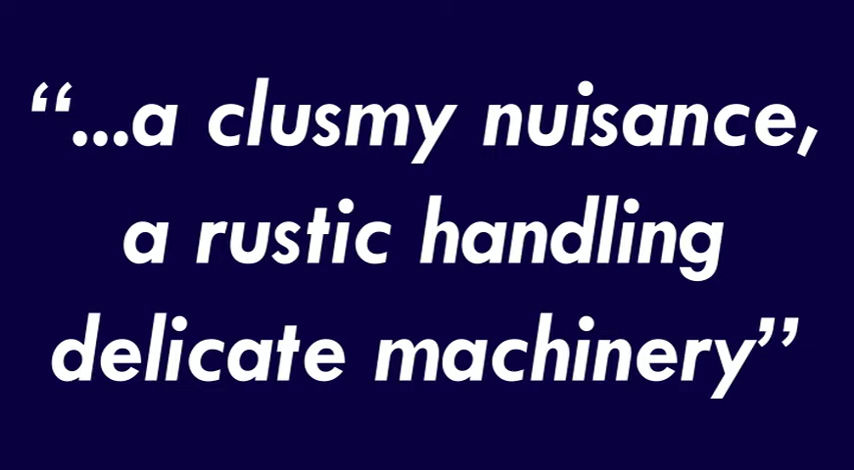 “...a clusmy nuisance,
a rustic handling
delicate machinery”